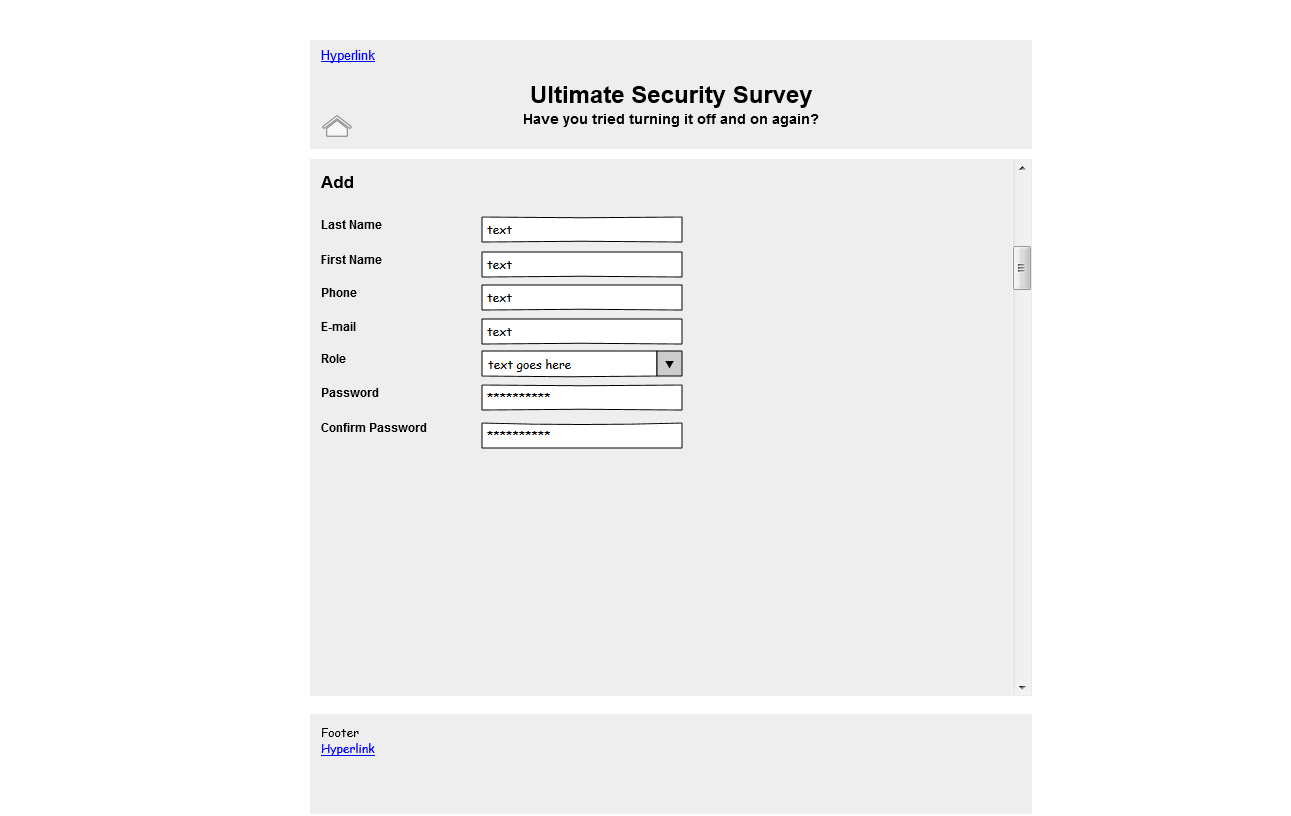 Hyperlink
Ultimate Security Survey
Have you tried turning it off and on again?
Add
Last Name text
First Name text
Phone text
E-mail text
Role text goes here
Password **********
Confirm Password **********
Footer
Hyperlink